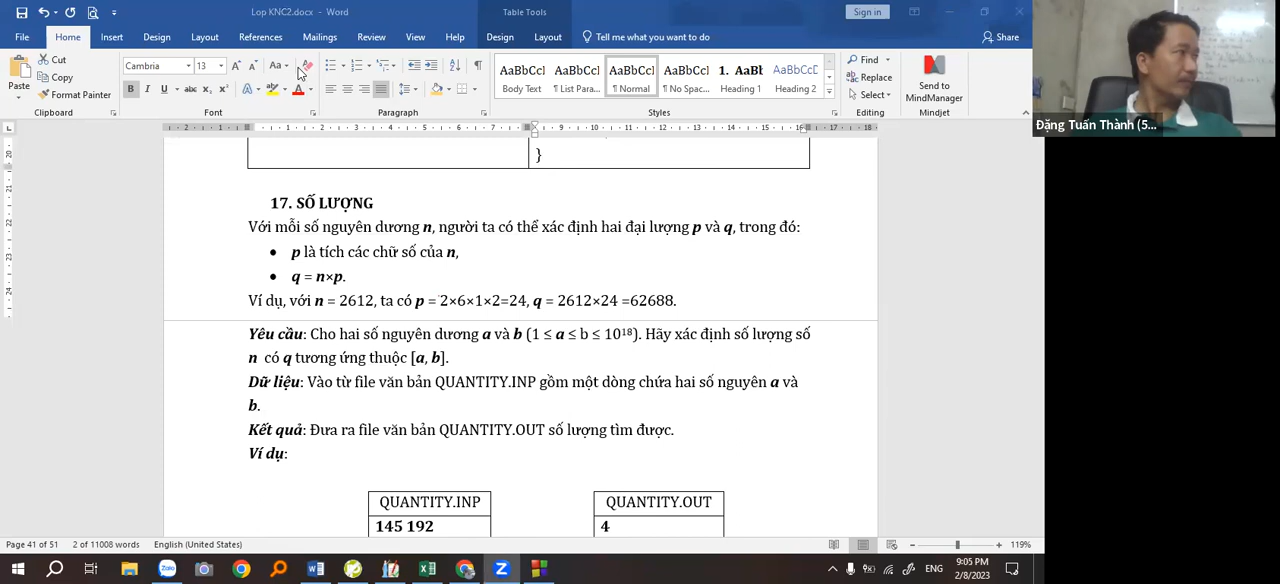 Lop KNC2.docx - Word
Table Tools
Sign in
File Home Insert Design Layout References Mailings Review View Help Design Layout Tell me what you want to do Share
Paste
Cut
Copy
Format Painter
Clipboard
Cambria 13
Font
Paragraph
AaBbCcI AaBbCcI AaBbCcI AaBbCcI 1. AaBl AaBbCcD
Body Text ¶ List Para... ¶ Normal ¶ No Spac... Heading 1 Heading 2
Styles
Find
Replace
Select
Editing
Send to
MindManager
Mindjet
Đặng Tuấn Thành (5...
}
17. SỐ LƯỢNG
Với mỗi số nguyên dương n, người ta có thể xác định hai đại lượng p và q, trong đó:
• p là tích các chữ số của n,
• q = n×p.
Ví dụ, với n = 2612, ta có p = 2×6×1×2=24, q = 2612×24 =62688.
Yêu cầu: Cho hai số nguyên dương a và b (1 ≤ a ≤ b ≤ 10¹⁸). Hãy xác định số lượng số
n có q tương ứng thuộc [a, b].
Dữ liệu: Vào từ file văn bản QUANTITY.INP gồm một dòng chứa hai số nguyên a và
b.
Kết quả: Đưa ra file văn bản QUANTITY.OUT số lượng tìm được.
Ví dụ:
QUANTITY.INP QUANTITY.OUT
145 192 4
Page 41 of 51 2 of 11008 words English (United States) 119%
ENG 9:05 PM
2/8/2023